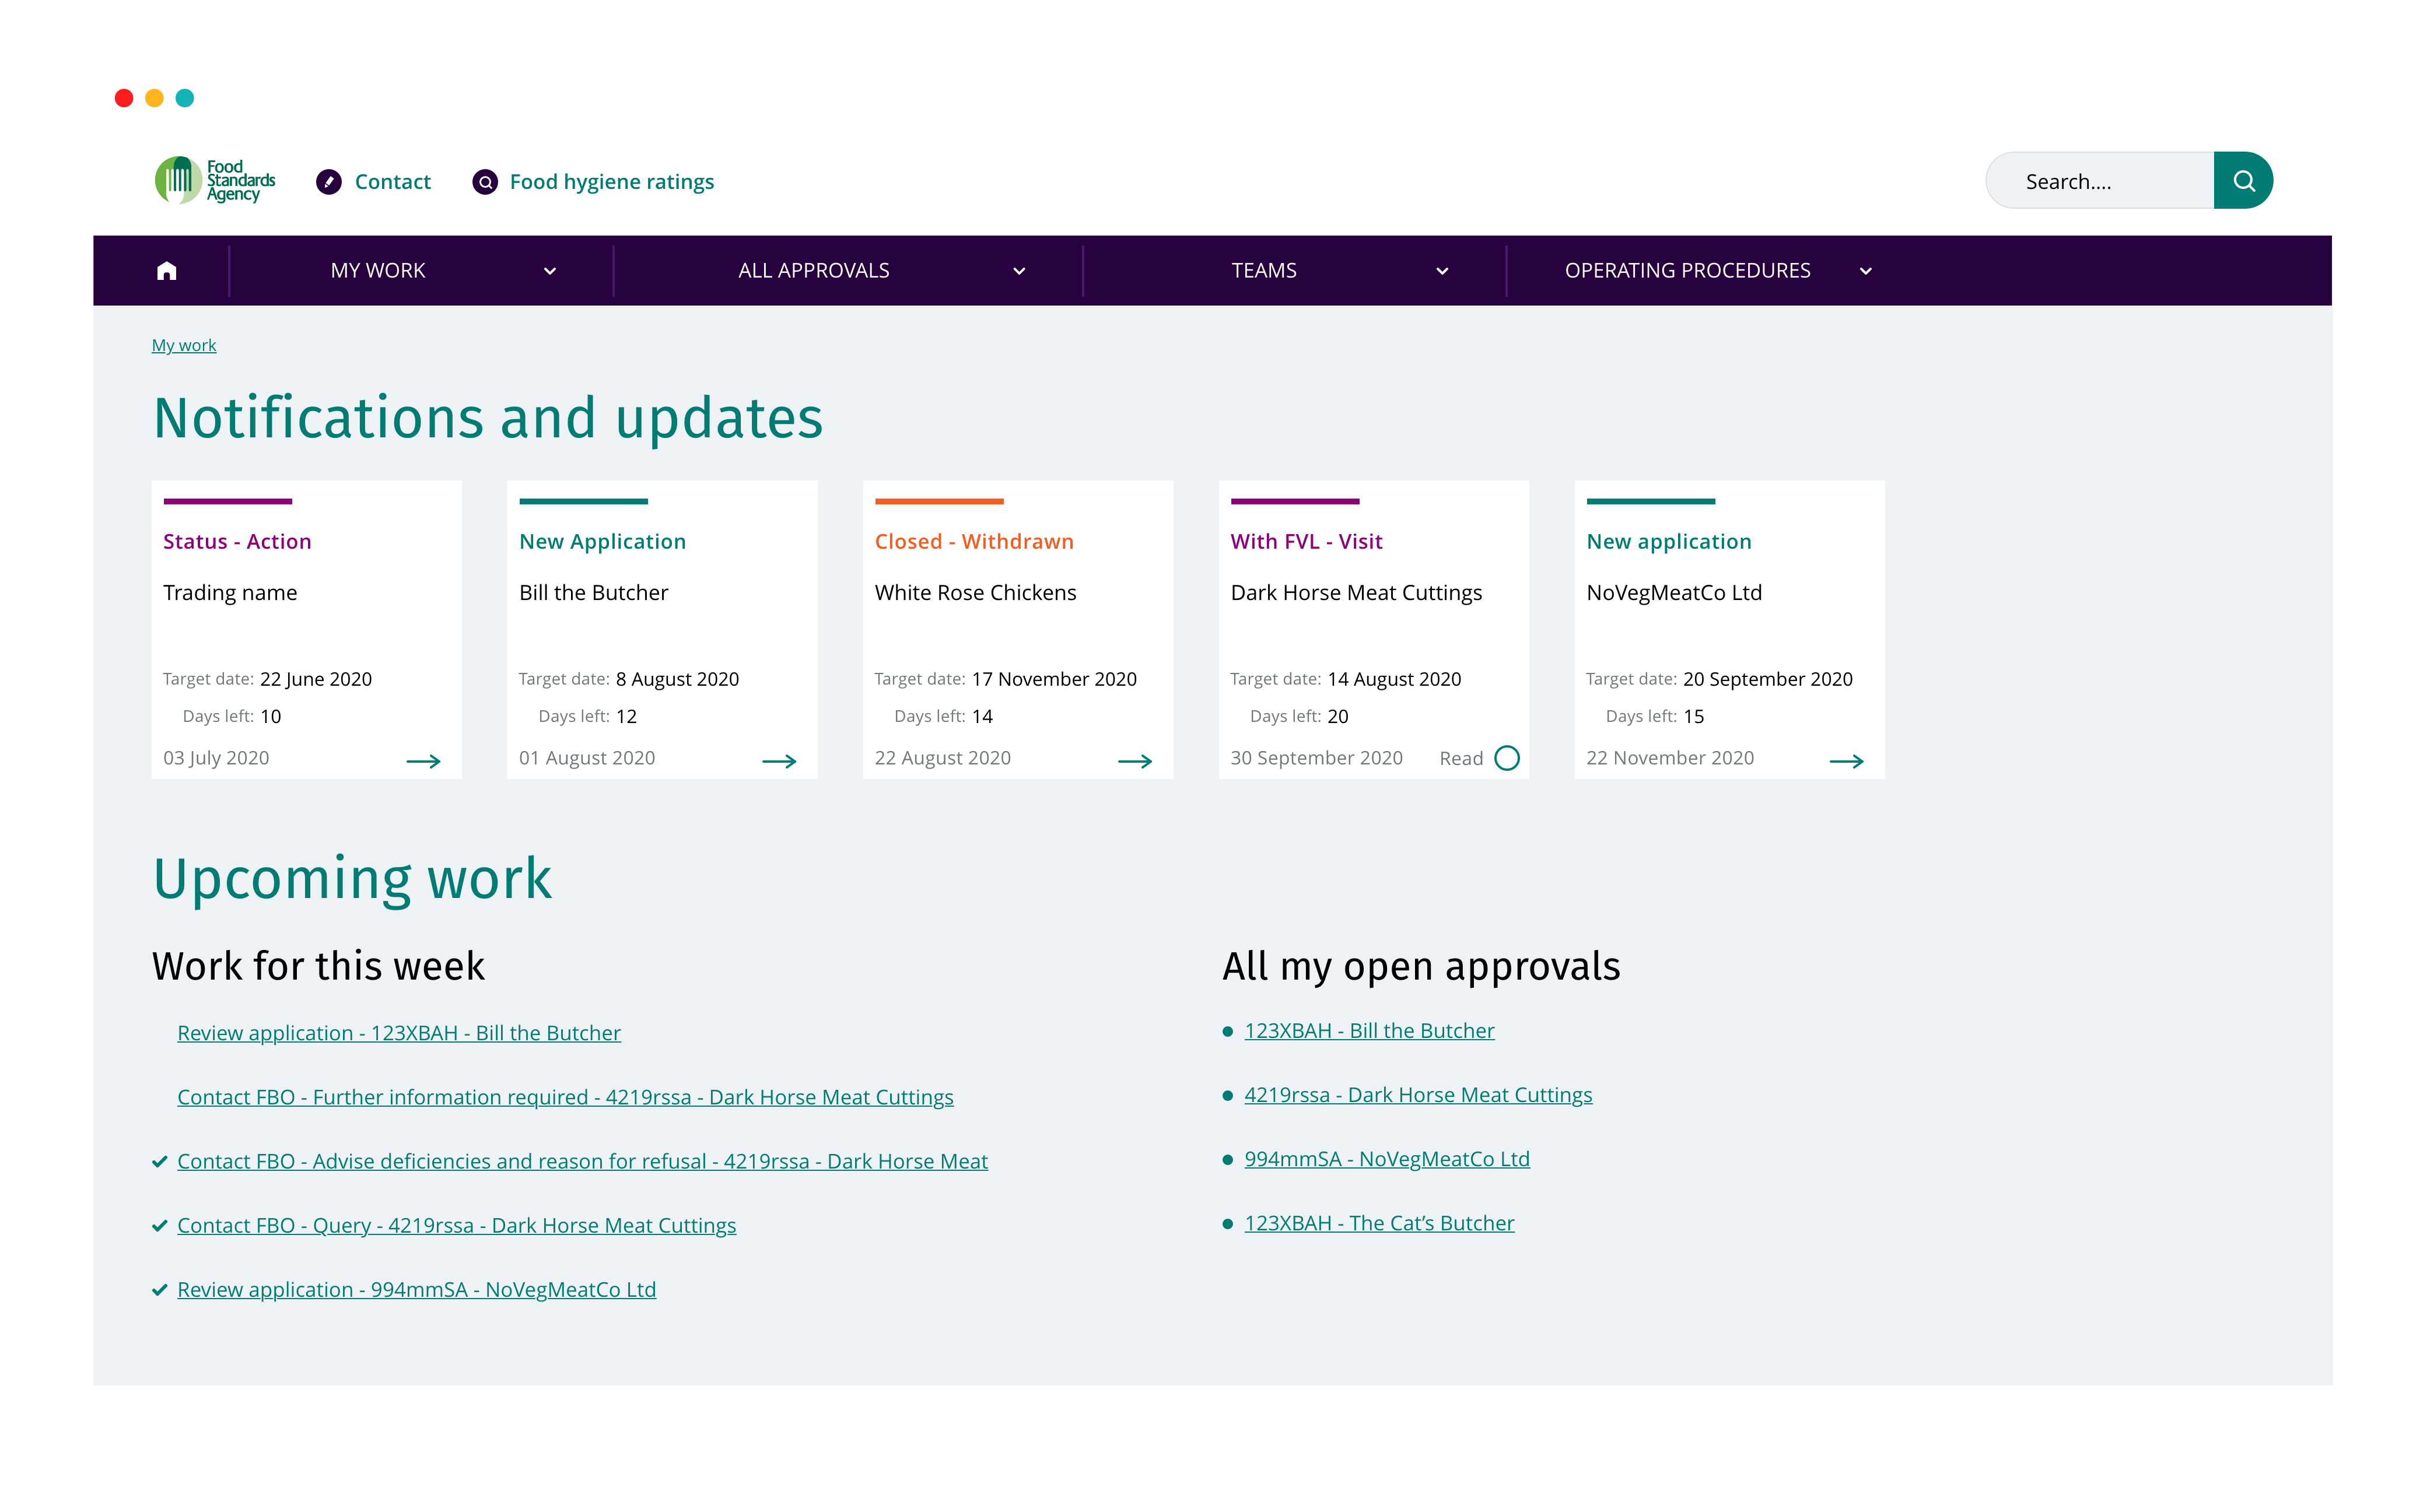 Food
Standards
Agency
Contact
Food hygiene ratings
Search....
MY WORK
ALL APPROVALS
TEAMS
OPERATING PROCEDURES
My work
Notifications and updates
Status - Action
Trading name
Target date: 22 June 2020
Days left: 10
03 July 2020
New Application
Bill the Butcher
Target date: 8 August 2020
Days left: 12
01 August 2020
Closed - Withdrawn
White Rose Chickens
Target date: 17 November 2020
Days left: 14
22 August 2020
With FVL - Visit
Dark Horse Meat Cuttings
Target date: 14 August 2020
Days left: 20
30 September 2020 Read
New application
NoVegMeatCo Ltd
Target date: 20 September 2020
Days left: 15
22 November 2020
Upcoming work
Work for this week
Review application - 123XBAH - Bill the Butcher
Contact FBO - Further information required - 4219rssa - Dark Horse Meat Cuttings
Contact FBO - Advise deficiencies and reason for refusal - 4219rssa - Dark Horse Meat
Contact FBO - Query - 4219rssa - Dark Horse Meat Cuttings
Review application - 994mmSA - NoVegMeatCo Ltd
All my open approvals
123XBAH - Bill the Butcher
4219rssa - Dark Horse Meat Cuttings
994mmSA - NoVegMeatCo Ltd
123XBAH - The Cat’s Butcher